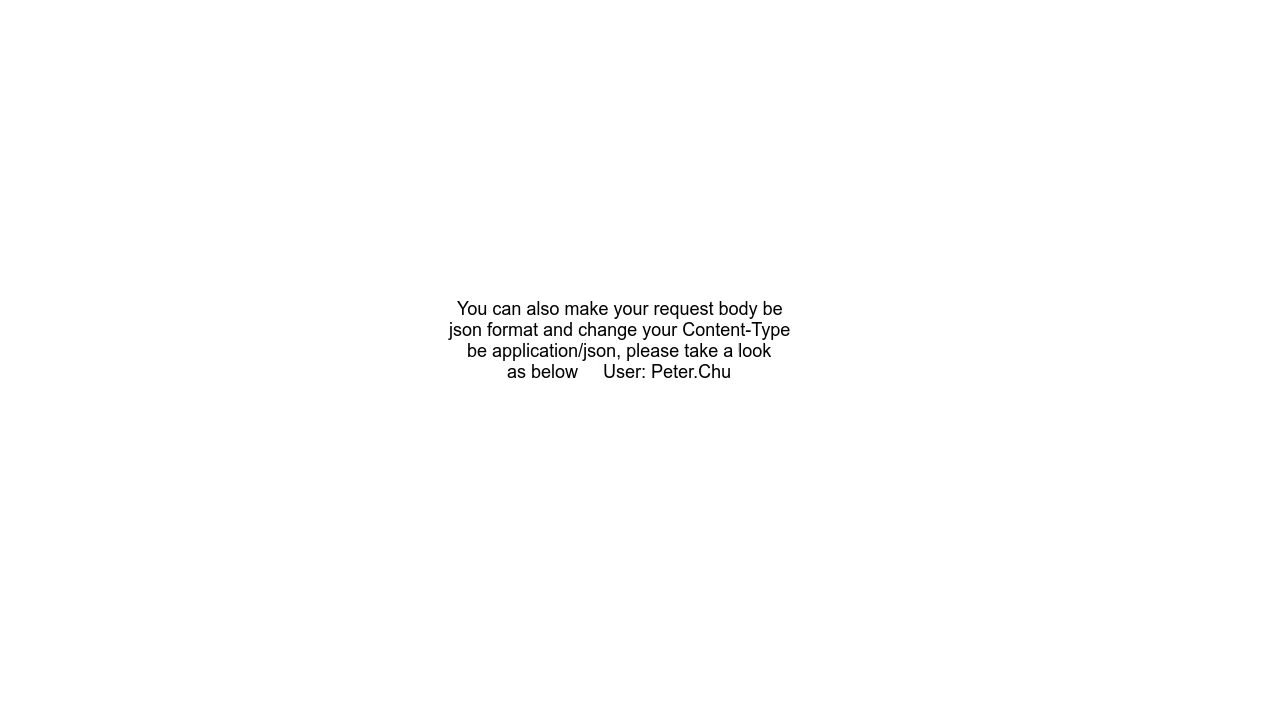 You can also make your request body be
json format and change your Content-Type
be application/json, please take a look
as below     User: Peter.Chu